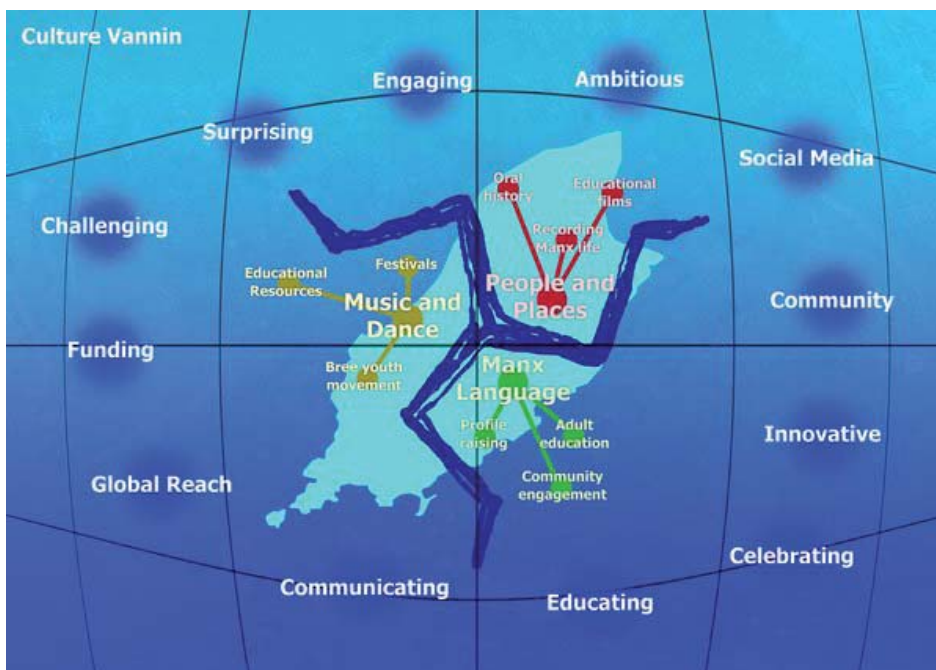 Culture Vannin
Engaging
Ambitious
Surprising
Social Media
Challenging
Oral
history
Educational
films
Recording
Manx life
Educational
Resources
Festivals
People and
Places
Music and
Dance
Community
Funding
Bree youth
movement
Manx
Language
Profile
raising
Adult
education
Innovative
Global Reach
Community
engagement
Celebrating
Communicating
Educating